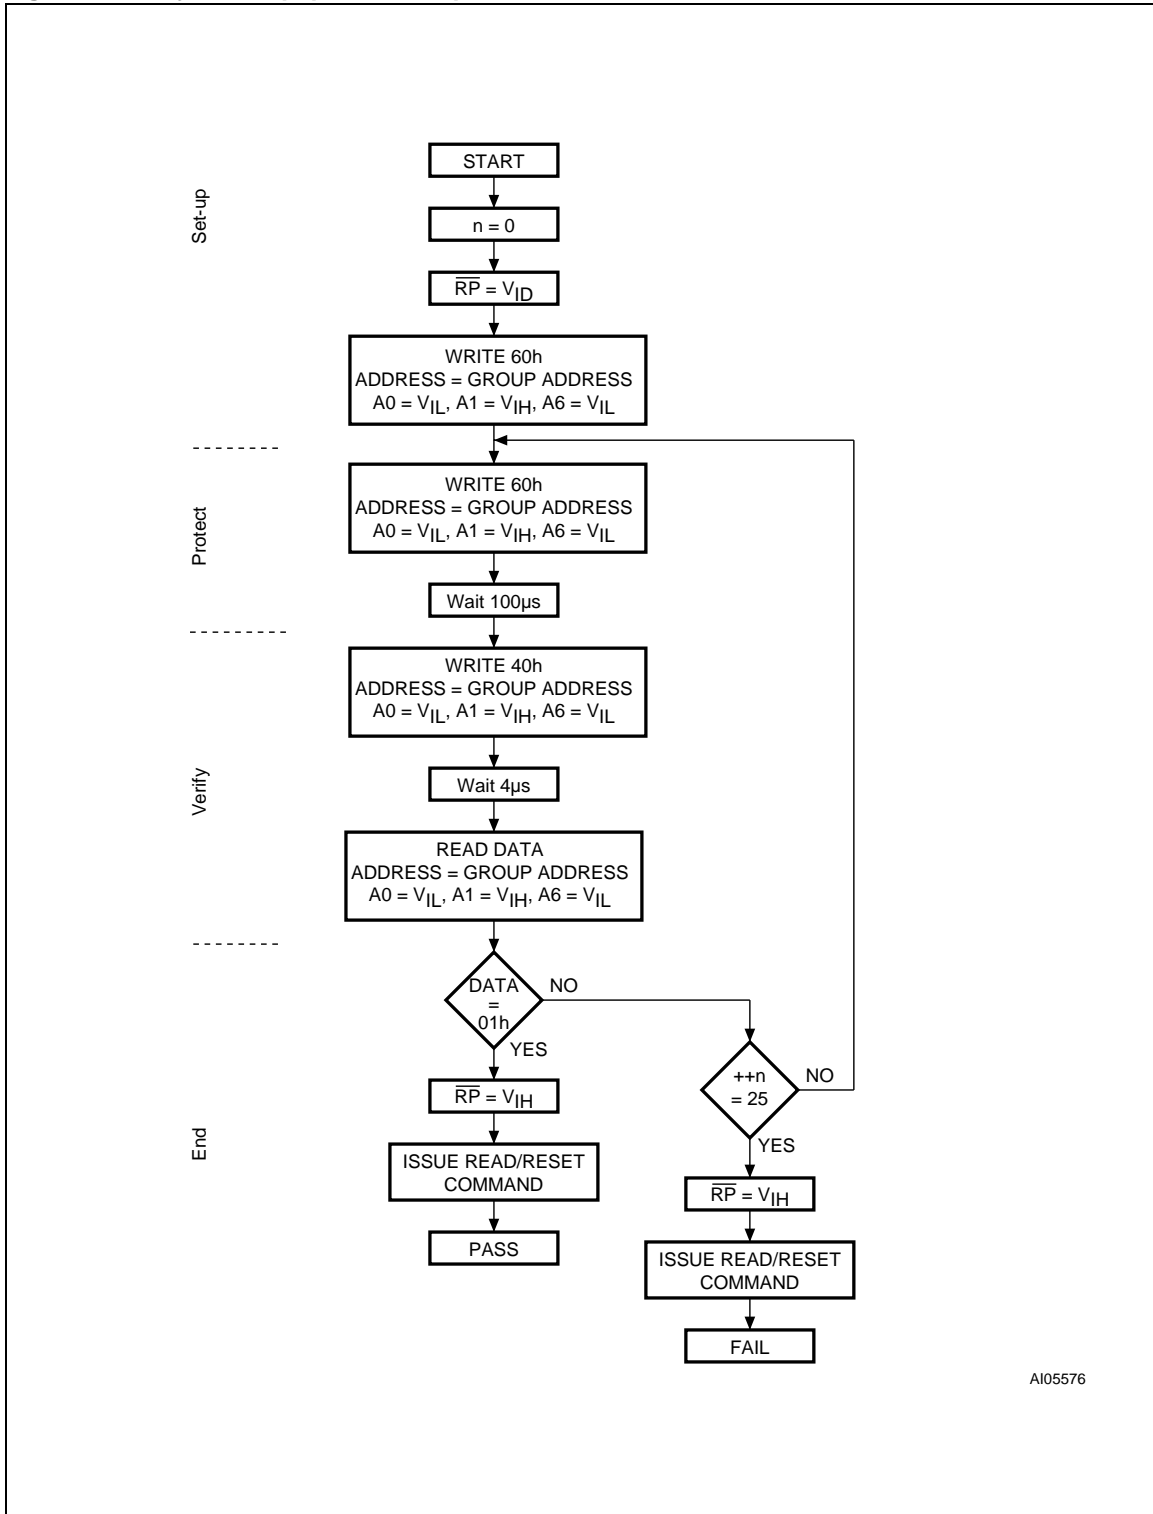 START
Set-up
n = 0
R̅P̅ = VID
WRITE 60h
ADDRESS = GROUP ADDRESS
A0 = VIL, A1 = VIH, A6 = VIL
Protect
WRITE 60h
ADDRESS = GROUP ADDRESS
A0 = VIL, A1 = VIH, A6 = VIL
Wait 100µs
WRITE 40h
ADDRESS = GROUP ADDRESS
A0 = VIL, A1 = VIH, A6 = VIL
Verify
Wait 4µs
READ DATA
ADDRESS = GROUP ADDRESS
A0 = VIL, A1 = VIH, A6 = VIL
DATA
=
01h
NO
YES
++n
= 25
NO
YES
End
R̅P̅ = VIH
ISSUE READ/RESET
COMMAND
PASS
R̅P̅ = VIH
ISSUE READ/RESET
COMMAND
FAIL
AI05576